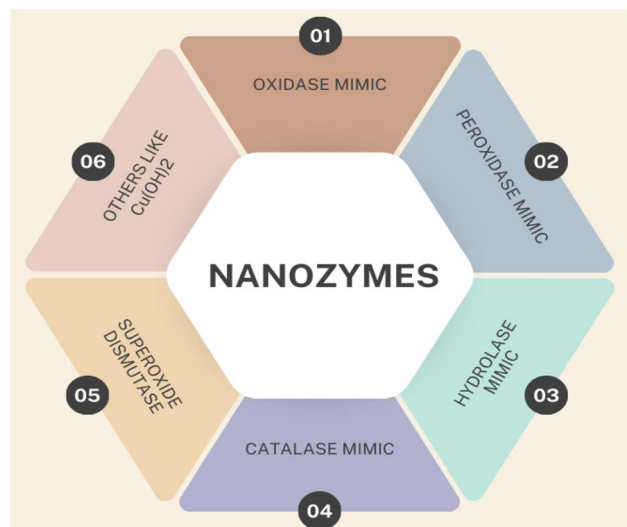 01
OXIDASE MIMIC
02
PEROXIDASE MIMIC
03
HYDROLASE
MIMIC
04
CATALASE MIMIC
05
SUPEROXIDE
DISMUTASE
06
OTHERS LIKE
Cu(OH)2
NANOZYMES